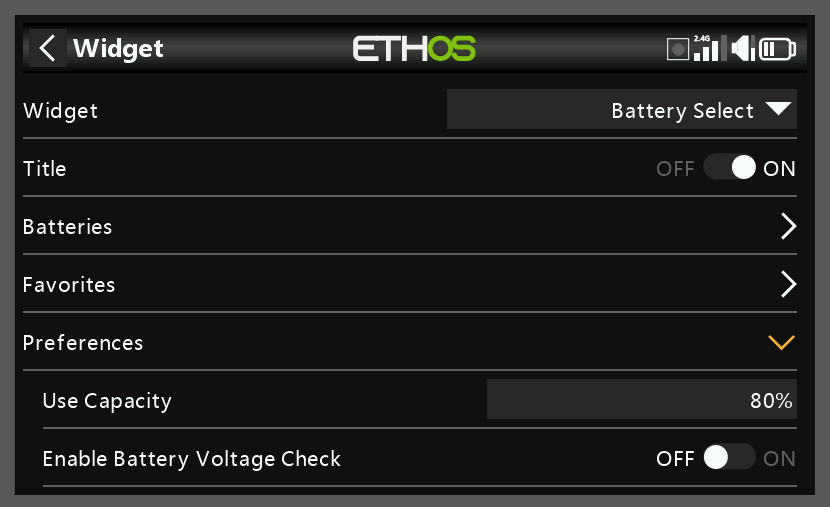 Widget ETHOS 2.4G
Widget Battery Select
Title OFF ON
Batteries
Favorites
Preferences
Use Capacity 80%
Enable Battery Voltage Check OFF ON